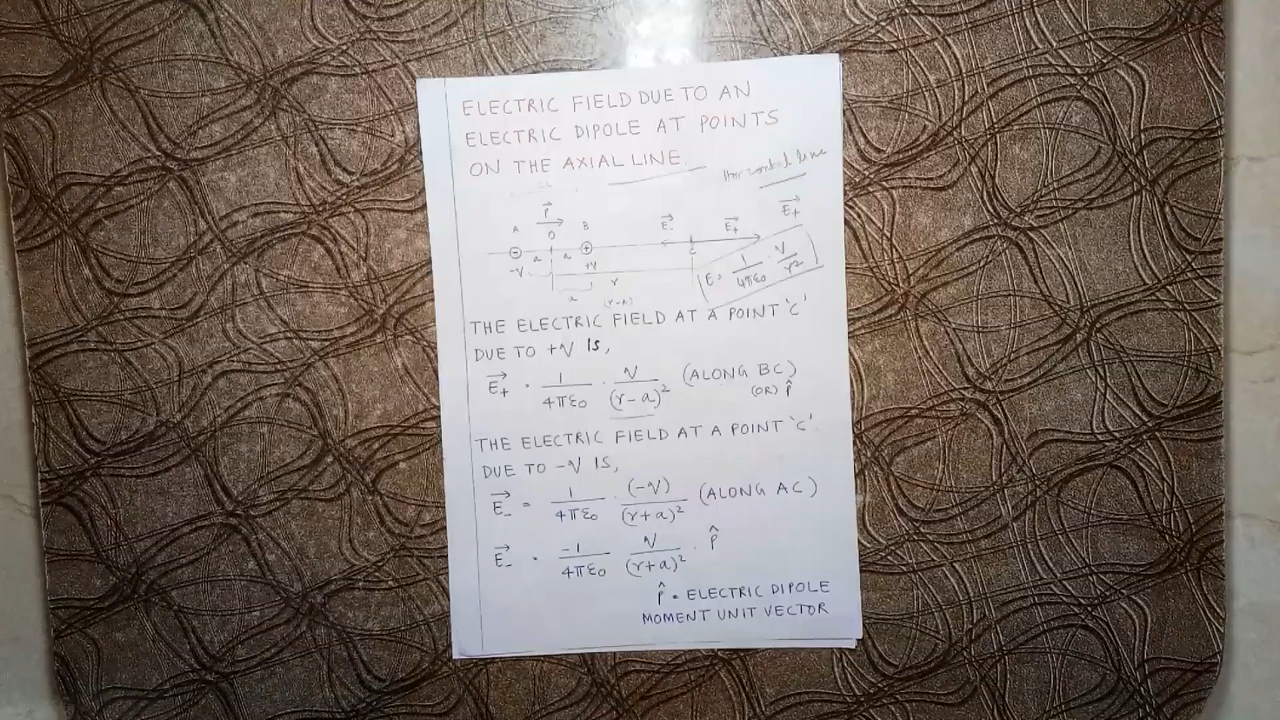 ELECTRIC FIELD DUE TO AN
ELECTRIC DIPOLE AT POINTS
ON THE AXIAL LINE
Horizontal line
P⃗ E⃗₋ E⃗₊ E⃗₊
A O B
⊖ a a ⊕ C
-q +q r E = 1/4πε₀ · q/r²
a (r-a)
THE ELECTRIC FIELD AT A POINT 'C'
DUE TO +q IS,
E⃗₊ = 1/4πε₀ · q/(r-a)² (ALONG BC)
(OR) p̂
THE ELECTRIC FIELD AT A POINT 'C'
DUE TO -q IS,
E⃗₋ = 1/4πε₀ · (-q)/(r+a)² (ALONG AC)
E⃗₋ = -1/4πε₀ q/(r+a)² · p̂
p̂ = ELECTRIC DIPOLE
MOMENT UNIT VECTOR